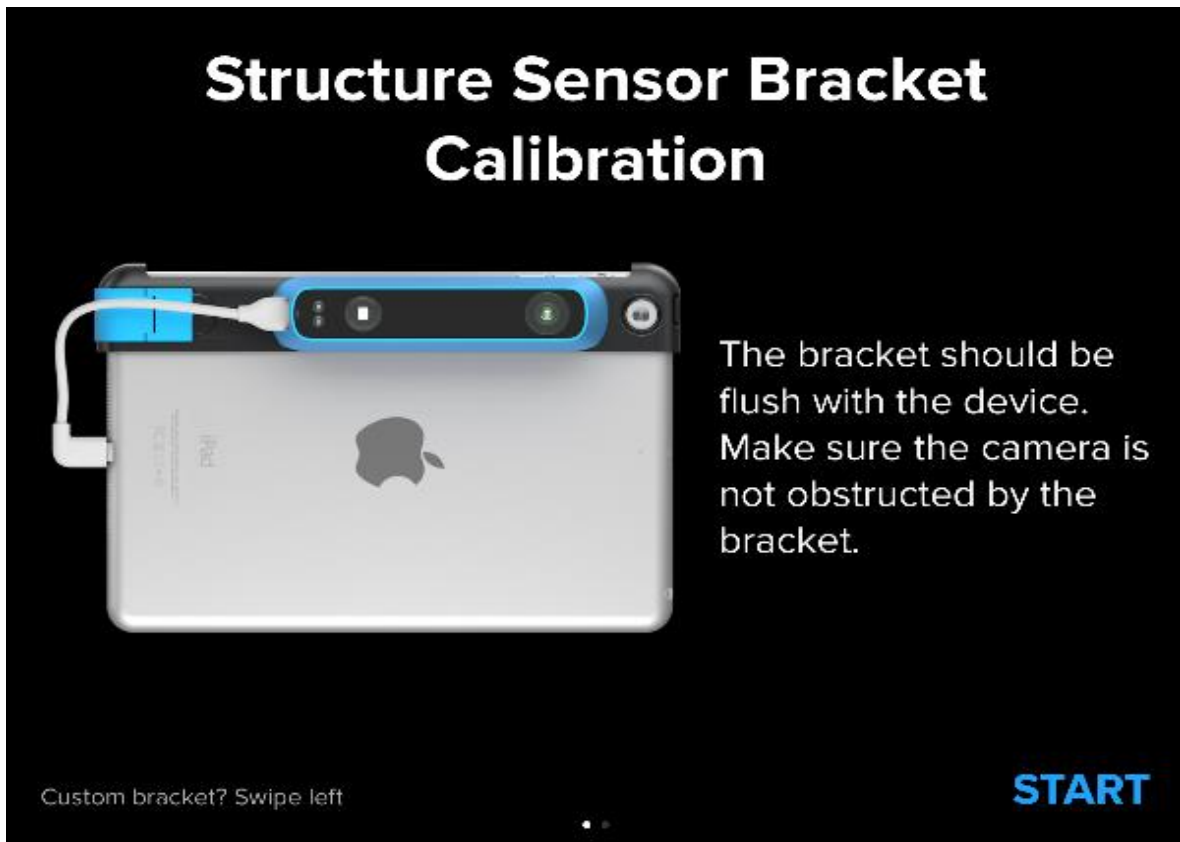 Structure Sensor Bracket
Calibration
The bracket should be
flush with the device.
Make sure the camera is
not obstructed by the
bracket.
iPad
Custom bracket? Swipe left
START